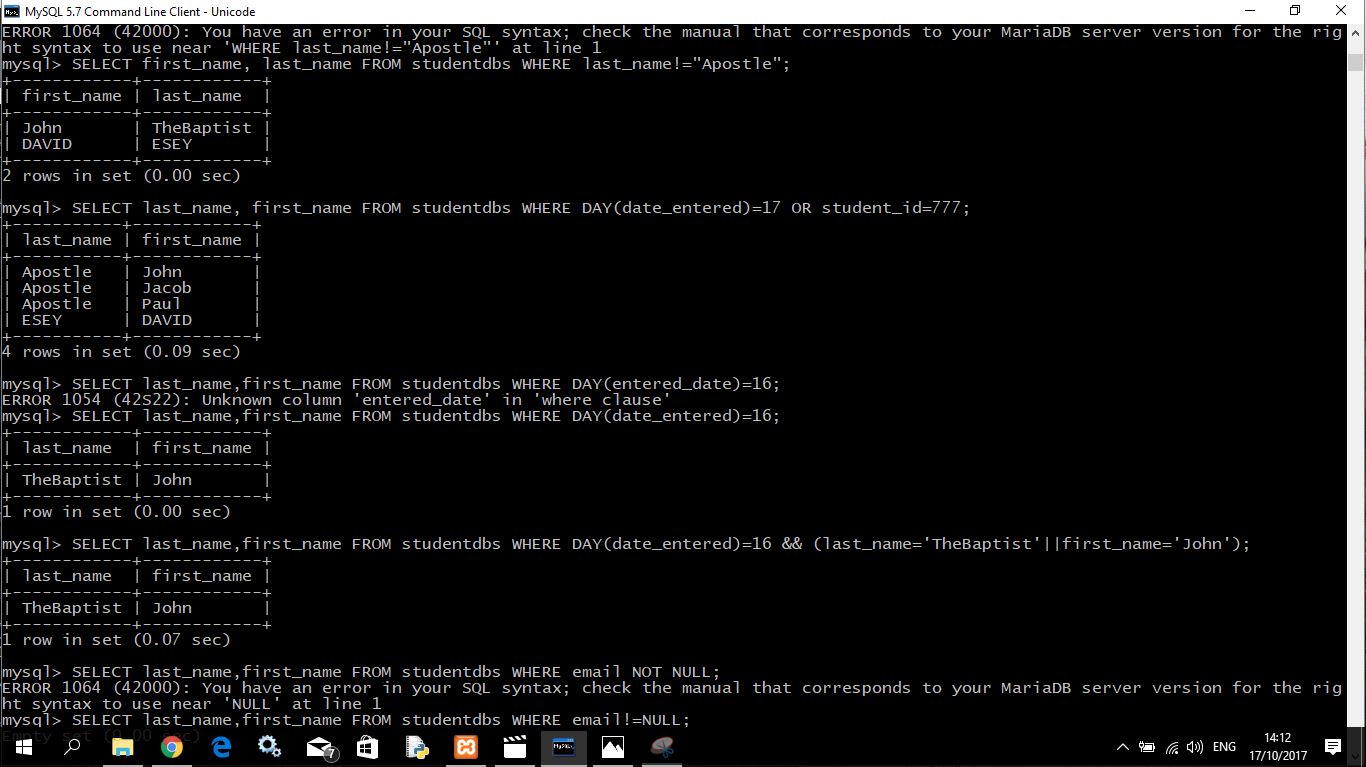 MySQL 5.7 Command Line Client - Unicode
ERROR 1064 (42000): You have an error in your SQL syntax; check the manual that corresponds to your MariaDB server version for the rig
ht syntax to use near 'WHERE last_name!="Apostle"' at line 1
mysql> SELECT first_name, last_name FROM studentdbs WHERE last_name!="Apostle";
+------------+------------+
| first_name | last_name  |
+------------+------------+
| John       | TheBaptist |
| DAVID      | ESEY       |
+------------+------------+
2 rows in set (0.00 sec)
mysql> SELECT last_name, first_name FROM studentdbs WHERE DAY(date_entered)=17 OR student_id=777;
+-----------+------------+
| last_name | first_name |
+-----------+------------+
| Apostle   | John       |
| Apostle   | Jacob      |
| Apostle   | Paul       |
| ESEY      | DAVID      |
+-----------+------------+
4 rows in set (0.09 sec)
mysql> SELECT last_name,first_name FROM studentdbs WHERE DAY(entered_date)=16;
ERROR 1054 (42S22): Unknown column 'entered_date' in 'where clause'
mysql> SELECT last_name,first_name FROM studentdbs WHERE DAY(date_entered)=16;
+------------+------------+
| last_name  | first_name |
+------------+------------+
| TheBaptist | John       |
+------------+------------+
1 row in set (0.00 sec)
mysql> SELECT last_name,first_name FROM studentdbs WHERE DAY(date_entered)=16 && (last_name='TheBaptist'||first_name='John');
+------------+------------+
| last_name  | first_name |
+------------+------------+
| TheBaptist | John       |
+------------+------------+
1 row in set (0.07 sec)
mysql> SELECT last_name,first_name FROM studentdbs WHERE email NOT NULL;
ERROR 1064 (42000): You have an error in your SQL syntax; check the manual that corresponds to your MariaDB server version for the rig
ht syntax to use near 'NULL' at line 1
mysql> SELECT last_name,first_name FROM studentdbs WHERE email!=NULL;
Empty set (0.00 sec)
7
MySQL
ENG
14:12
17/10/2017